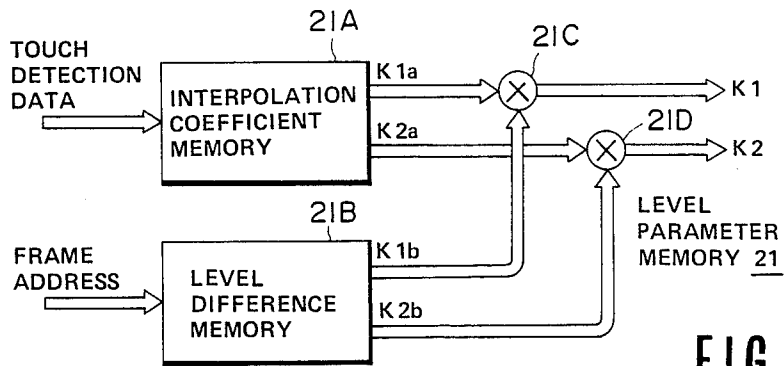 TOUCH
DETECTION
DATA
21A
INTERPOLATION
COEFFICIENT
MEMORY
K1a
K2a
21C
K1
21D
K2
FRAME
ADDRESS
21B
LEVEL
DIFFERENCE
MEMORY
K1b
K2b
LEVEL
PARAMETER
MEMORY 21
FIG